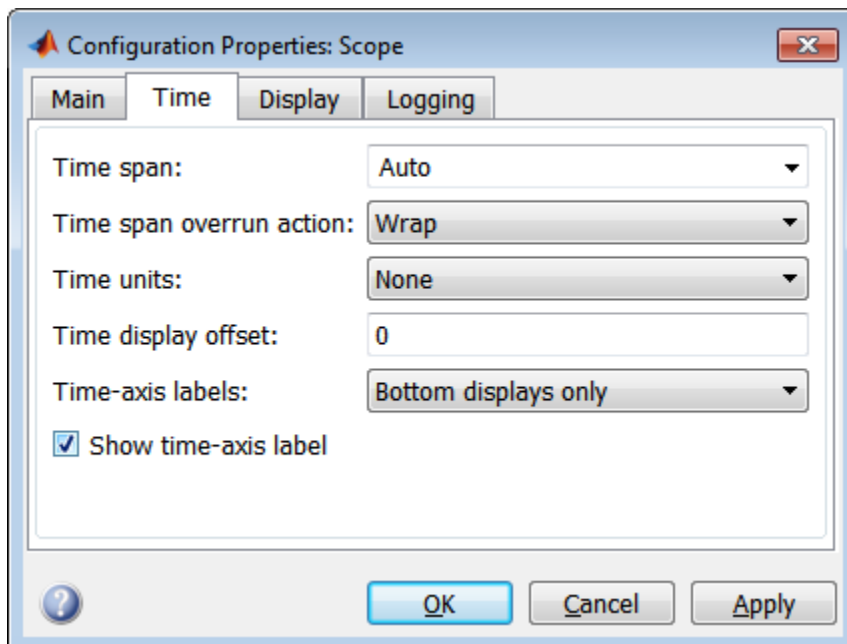 Configuration Properties: Scope
Main Time Display Logging
Time span: Auto
Time span overrun action: Wrap
Time units: None
Time display offset: 0
Time-axis labels: Bottom displays only
Show time-axis label
? OK Cancel Apply